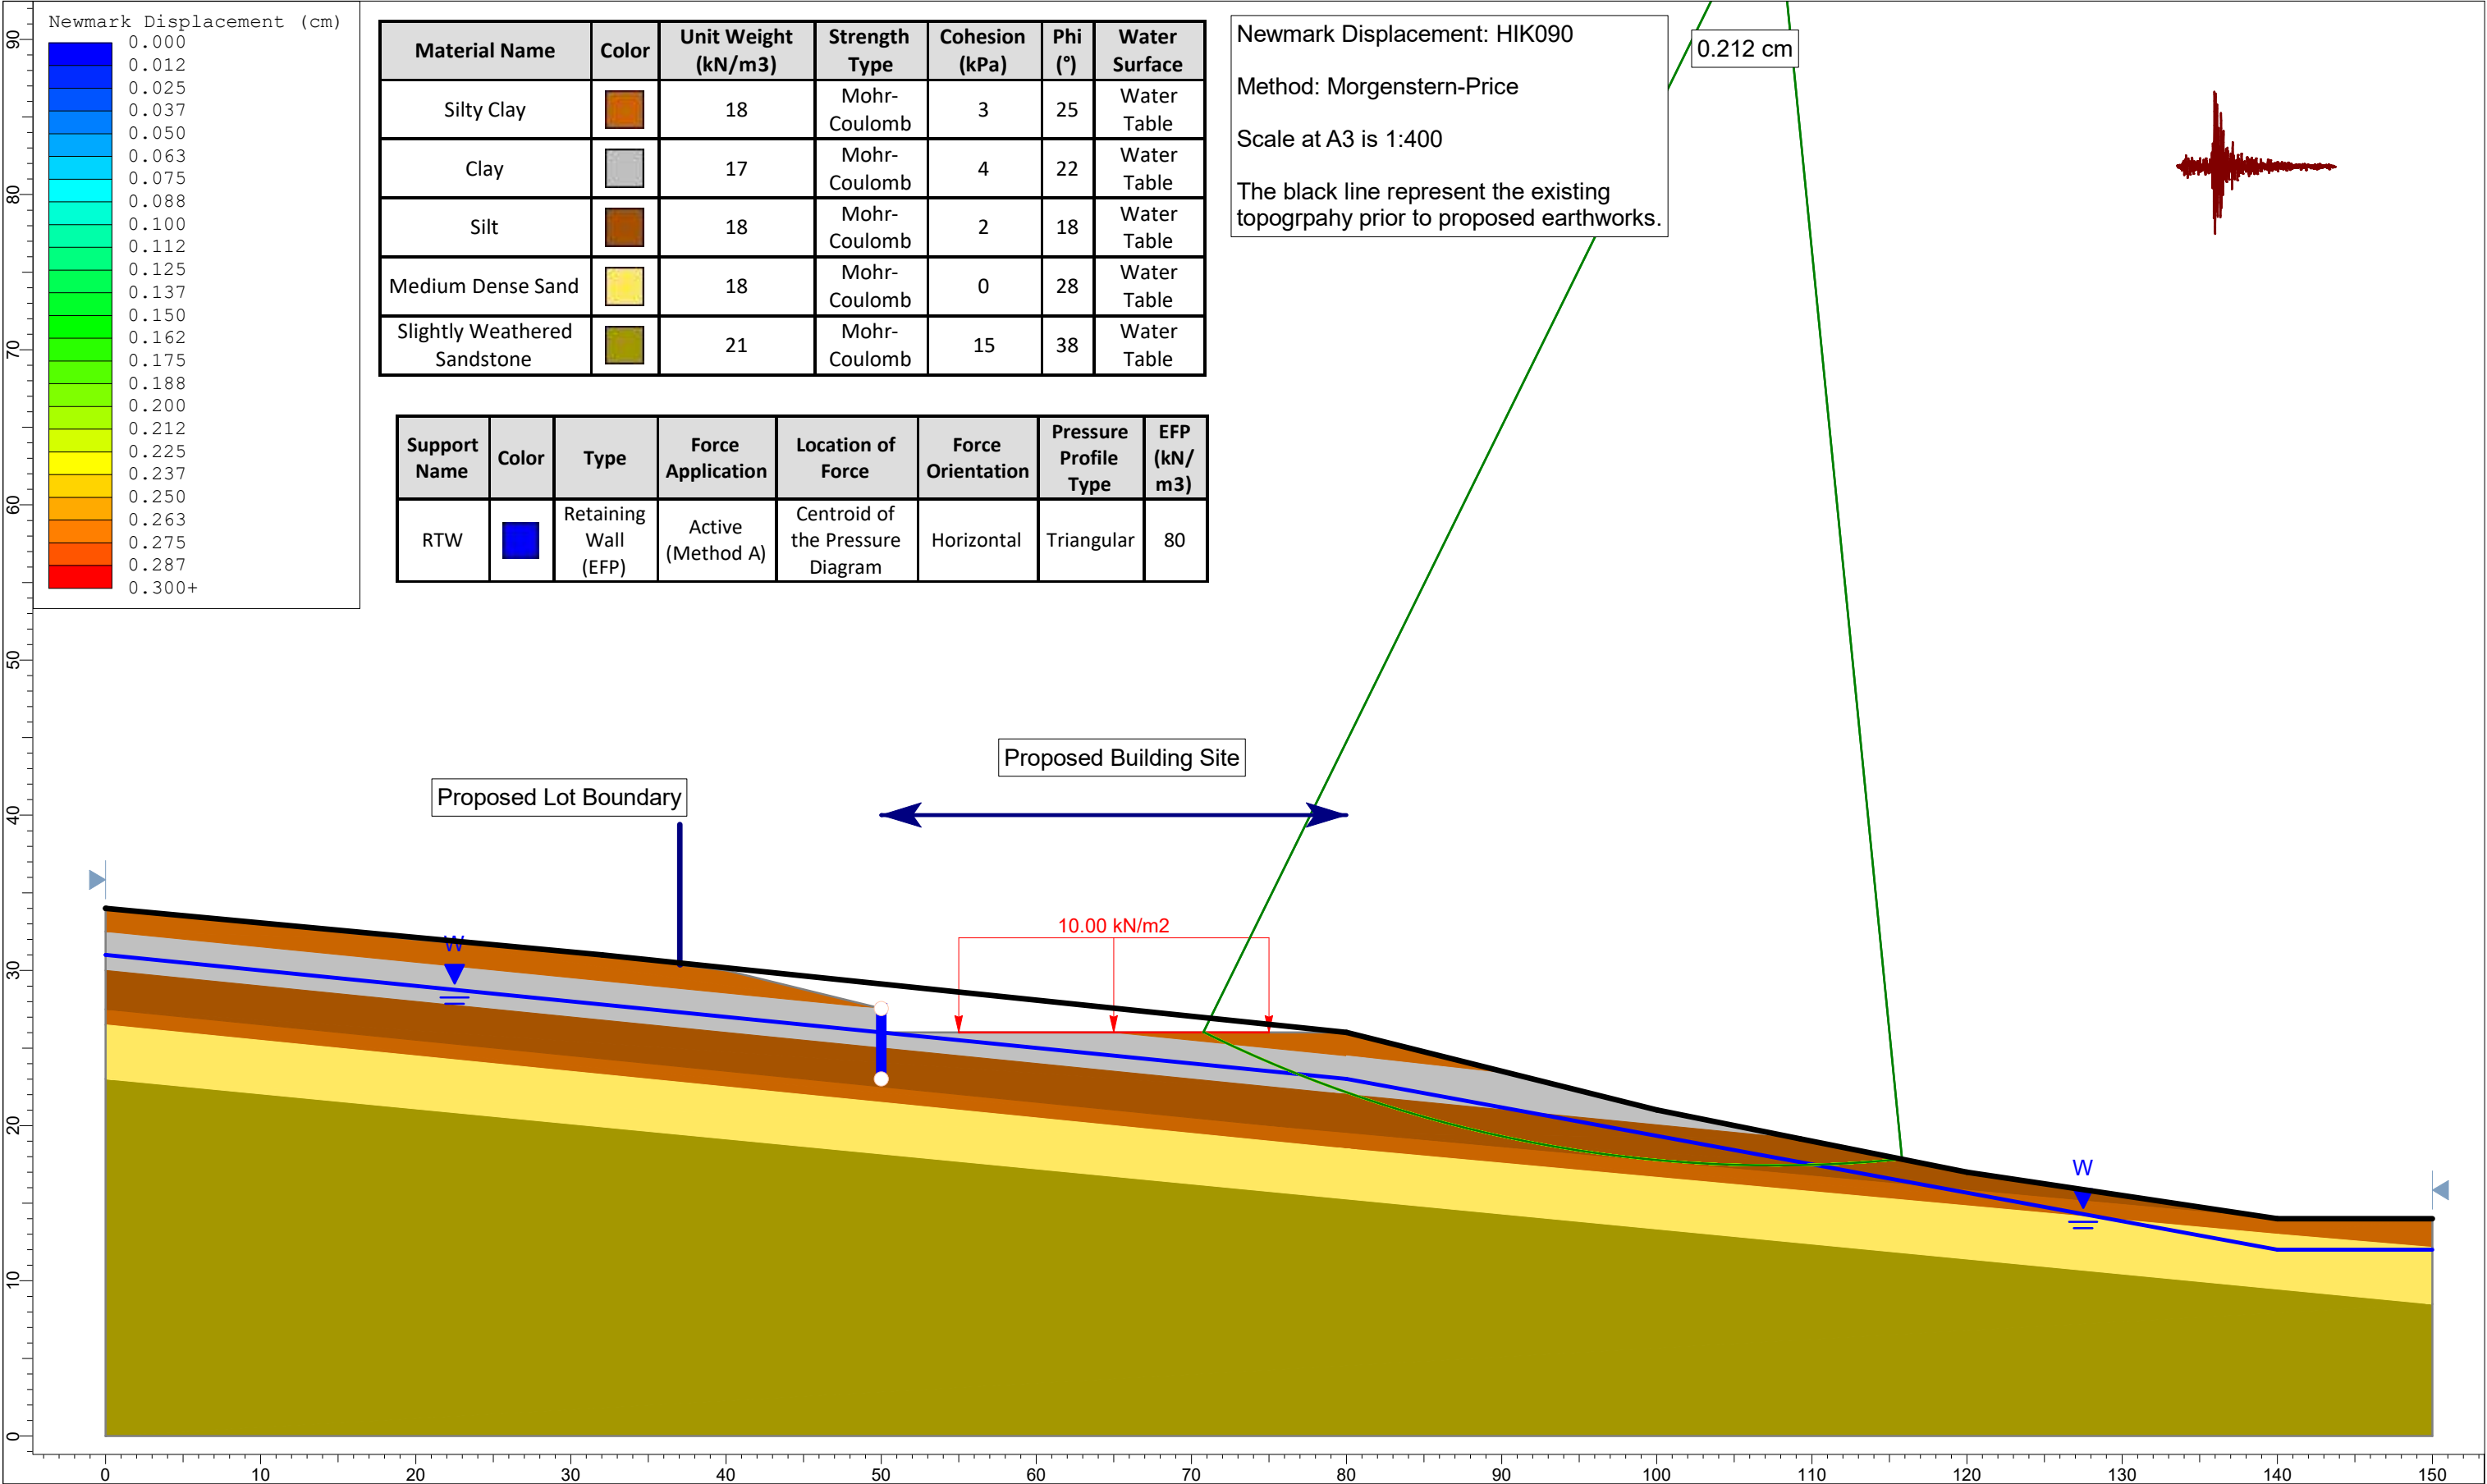 Newmark Displacement (cm)
0.000
0.012
0.025
0.037
0.050
0.063
0.075
0.088
0.100
0.112
0.125
0.137
0.150
0.162
0.175
0.188
0.200
0.212
0.225
0.237
0.250
0.263
0.275
0.287
0.300+
Material Name Color Unit Weight (kN/m3) Strength Type Cohesion (kPa) Phi (°) Water Surface
Silty Clay 18 Mohr-Coulomb 3 25 Water Table
Clay 17 Mohr-Coulomb 4 22 Water Table
Silt 18 Mohr-Coulomb 2 18 Water Table
Medium Dense Sand 18 Mohr-Coulomb 0 28 Water Table
Slightly Weathered Sandstone 21 Mohr-Coulomb 15 38 Water Table
Support Name Color Type Force Application Location of Force Force Orientation Pressure Profile Type EFP (kN/m3)
RTW Retaining Wall (EFP) Active (Method A) Centroid of the Pressure Diagram Horizontal Triangular 80
Newmark Displacement: HIK090
Method: Morgenstern-Price
Scale at A3 is 1:400
The black line represent the existing
topogrpahy prior to proposed earthworks.
0.212 cm
Proposed Building Site
Proposed Lot Boundary
10.00 kN/m2
W
W
90
80
70
60
50
40
30
20
10
0
0 10 20 30 40 50 60 70 80 90 100 110 120 130 140 150